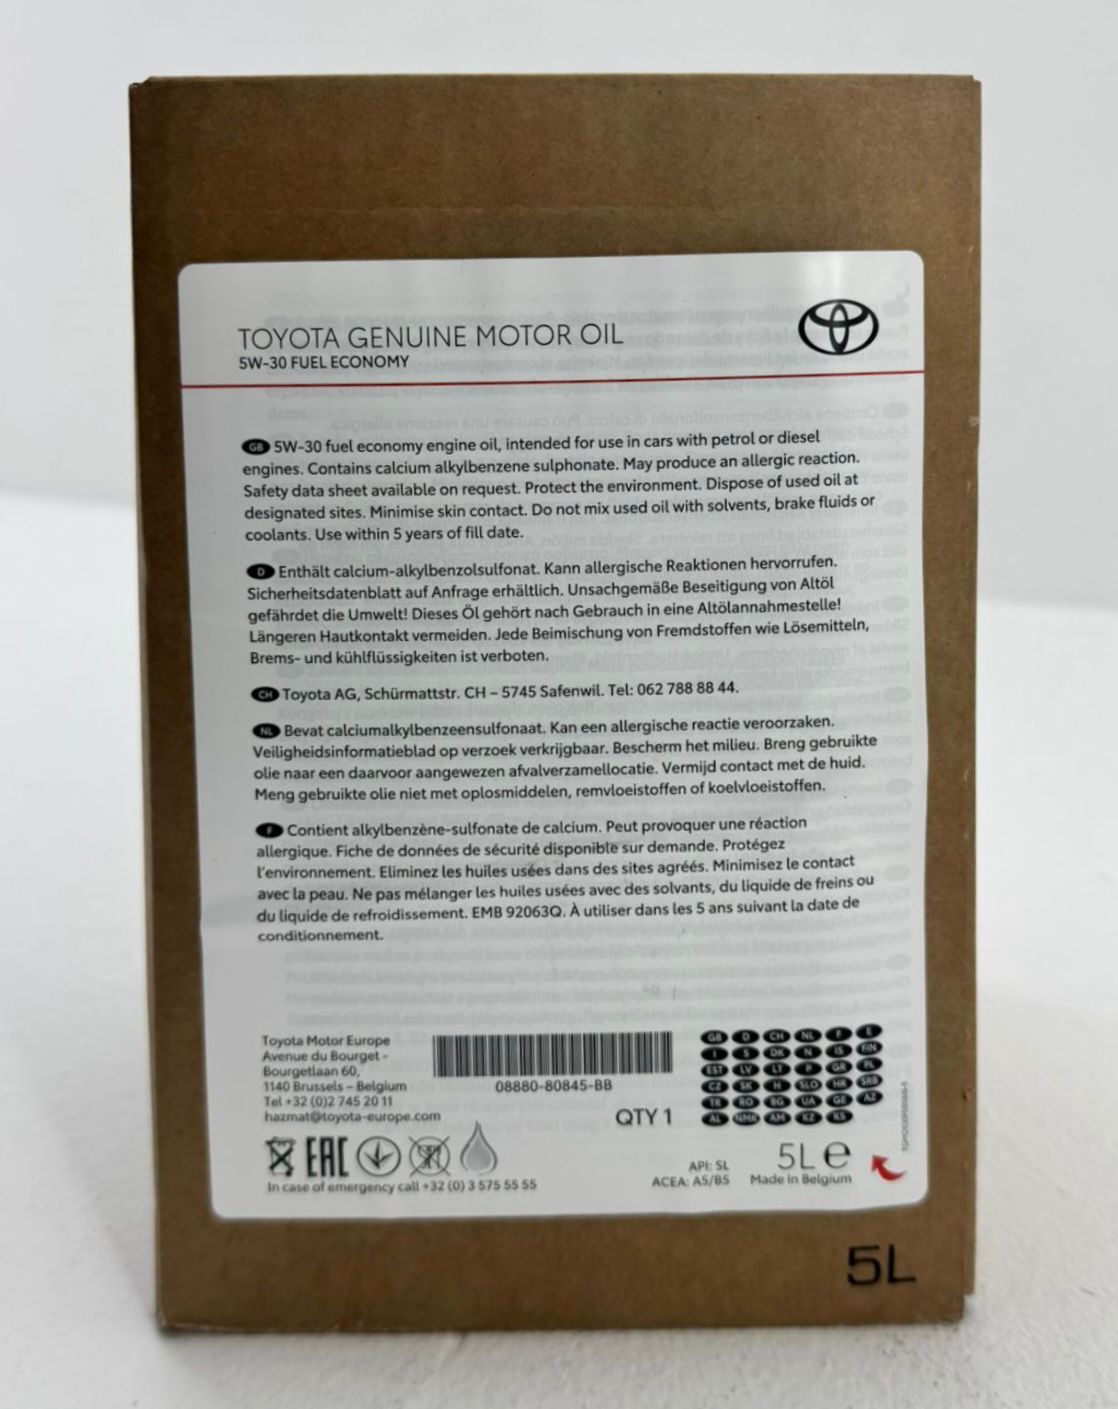 TOYOTA GENUINE MOTOR OIL
5W-30 FUEL ECONOMY
GB 5W-30 fuel economy engine oil, intended for use in cars with petrol or diesel
engines. Contains calcium alkylbenzene sulphonate. May produce an allergic reaction.
Safety data sheet available on request. Protect the environment. Dispose of used oil at
designated sites. Minimise skin contact. Do not mix used oil with solvents, brake fluids or
coolants. Use within 5 years of fill date.
D Enthält calcium-alkylbenzolsulfonat. Kann allergische Reaktionen hervorrufen.
Sicherheitsdatenblatt auf Anfrage erhältlich. Unsachgemäße Beseitigung von Altöl
gefährdet die Umwelt! Dieses Öl gehört nach Gebrauch in eine Altölannahmestelle!
Längeren Hautkontakt vermeiden. Jede Beimischung von Fremdstoffen wie Lösemitteln,
Brems- und kühlflüssigkeiten ist verboten.
CH Toyota AG, Schürmattstr. CH – 5745 Safenwil. Tel: 062 788 88 44.
NL Bevat calciumalkylbenzeensulfonaat. Kan een allergische reactie veroorzaken.
Veiligheidsinformatieblad op verzoek verkrijgbaar. Bescherm het milieu. Breng gebruikte
olie naar een daarvoor aangewezen afvalverzamellocatie. Vermijd contact met de huid.
Meng gebruikte olie niet met oplosmiddelen, remvloeistoffen of koelvloeistoffen.
F Contient alkylbenzène-sulfonate de calcium. Peut provoquer une réaction
allergique. Fiche de données de sécurité disponible sur demande. Protégez
l'environnement. Eliminez les huiles usées dans des sites agréés. Minimisez le contact
avec la peau. Ne pas mélanger les huiles usées avec des solvants, du liquide de freins ou
du liquide de refroidissement. EMB 92063Q. À utiliser dans les 5 ans suivant la date de
conditionnement.
Toyota Motor Europe
Avenue du Bourget -
Bourgetlaan 60,
1140 Brussels – Belgium
Tel +32 (0)2 745 20 11
hazmat@toyota-europe.com
08880-80845-BB
QTY 1
GB D CH NL F E
I S DK N IS FIN
EST LV LT P GR PL
CZ SK H SLO HR SRB
TR RO BG UA GE AZ
AL NMK AM KZ KS
EAC
In case of emergency call +32 (0) 3 575 55 55
API: SL
ACEA: A5/B5
5L e
Made in Belgium
5L